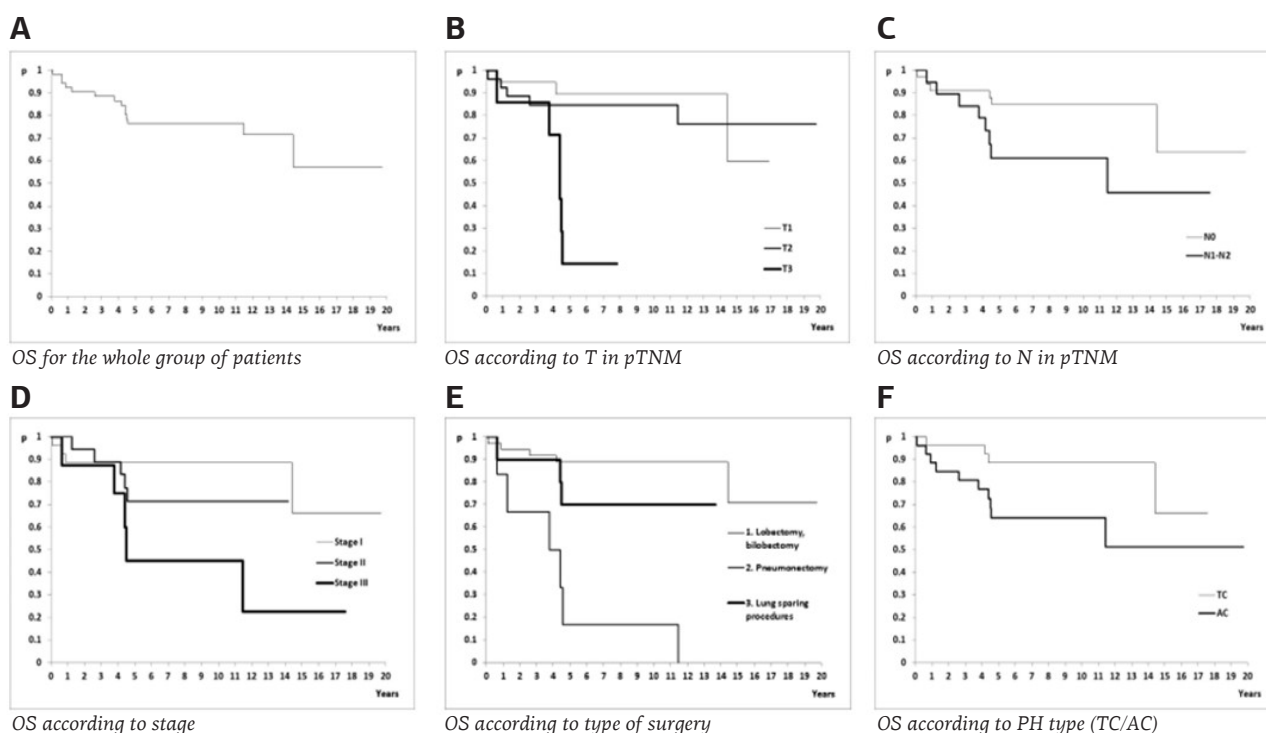 A
p
1
0.9
0.8
0.7
0.6
0.5
0.4
0.3
0.2
0.1
0
0 1 2 3 4 5 6 7 8 9 10 11 12 13 14 15 16 17 18 19 20
Years
OS for the whole group of patients
B
p
1
0.9
0.8
0.7
0.6
0.5
0.4
0.3
0.2
0.1
0
T1
T2
T3
0 1 2 3 4 5 6 7 8 9 10 11 12 13 14 15 16 17 18 19 20
Years
OS according to T in pTNM
C
p
1
0.9
0.8
0.7
0.6
0.5
0.4
0.3
0.2
0.1
0
N0
N1-N2
0 1 2 3 4 5 6 7 8 9 10 11 12 13 14 15 16 17 18 19 20
Years
OS according to N in pTNM
D
p
1
0.9
0.8
0.7
0.6
0.5
0.4
0.3
0.2
0.1
0
Stage I
Stage II
Stage III
0 1 2 3 4 5 6 7 8 9 10 11 12 13 14 15 16 17 18 19 20
Years
OS according to stage
E
p
1
0.9
0.8
0.7
0.6
0.5
0.4
0.3
0.2
0.1
0
1. Lobectomy,
bilobectomy
2. Pneumonectomy
3. Lung sparing
procedures
0 1 2 3 4 5 6 7 8 9 10 11 12 13 14 15 16 17 18 19 20
Years
OS according to type of surgery
F
p
1
0.9
0.8
0.7
0.6
0.5
0.4
0.3
0.2
0.1
0
TC
AC
0 1 2 3 4 5 6 7 8 9 10 11 12 13 14 15 16 17 18 19 20
Years
OS according to PH type (TC/AC)